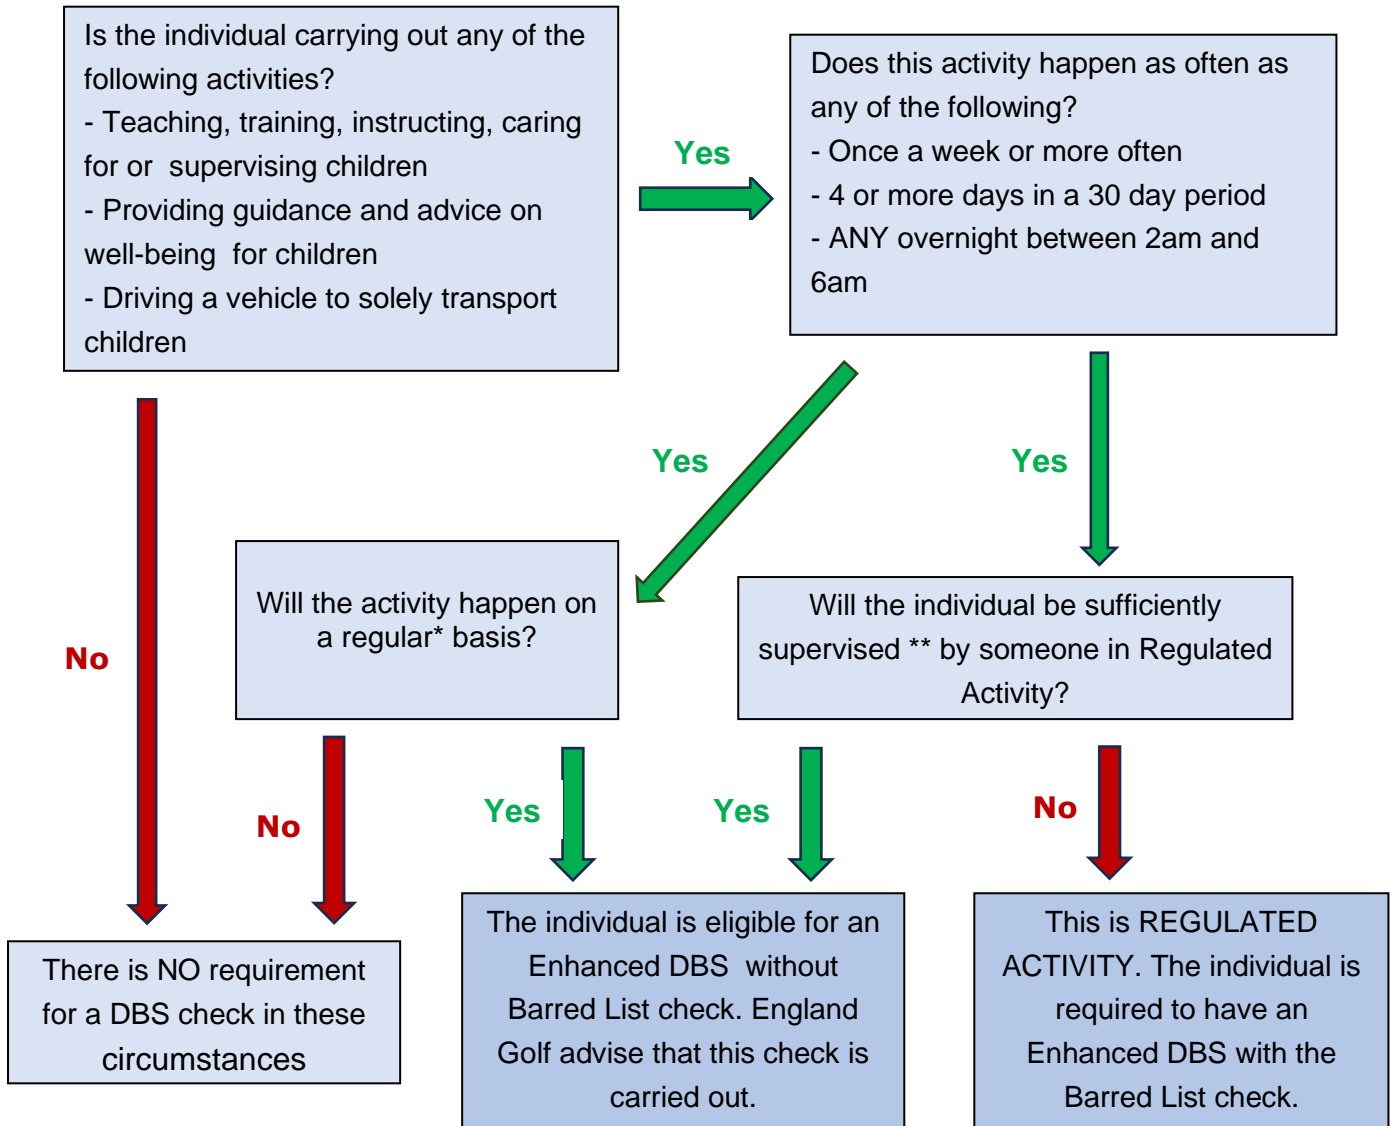 Is the individual carrying out any of the
following activities?
- Teaching, training, instructing, caring
for or supervising children
- Providing guidance and advice on
well-being for children
- Driving a vehicle to solely transport
children
Yes
Does this activity happen as often as
any of the following?
- Once a week or more often
- 4 or more days in a 30 day period
- ANY overnight between 2am and
6am
Yes
Yes
No
Will the activity happen on
a regular* basis?
Will the individual be sufficiently
supervised ** by someone in Regulated
Activity?
No
Yes
Yes
No
There is NO requirement
for a DBS check in these
circumstances
The individual is eligible for an
Enhanced DBS without
Barred List check. England
Golf advise that this check is
carried out.
This is REGULATED
ACTIVITY. The individual is
required to have an
Enhanced DBS with the
Barred List check.